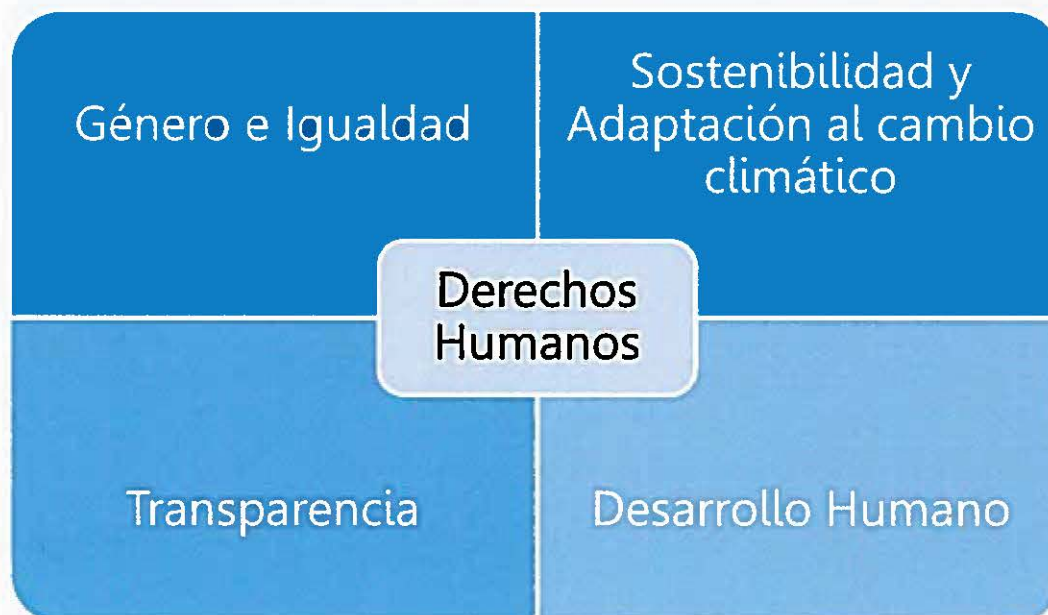 Género e Igualdad
Sostenibilidad y
Adaptación al cambio
climático
Derechos
Humanos
Transparencia
Desarrollo Humano